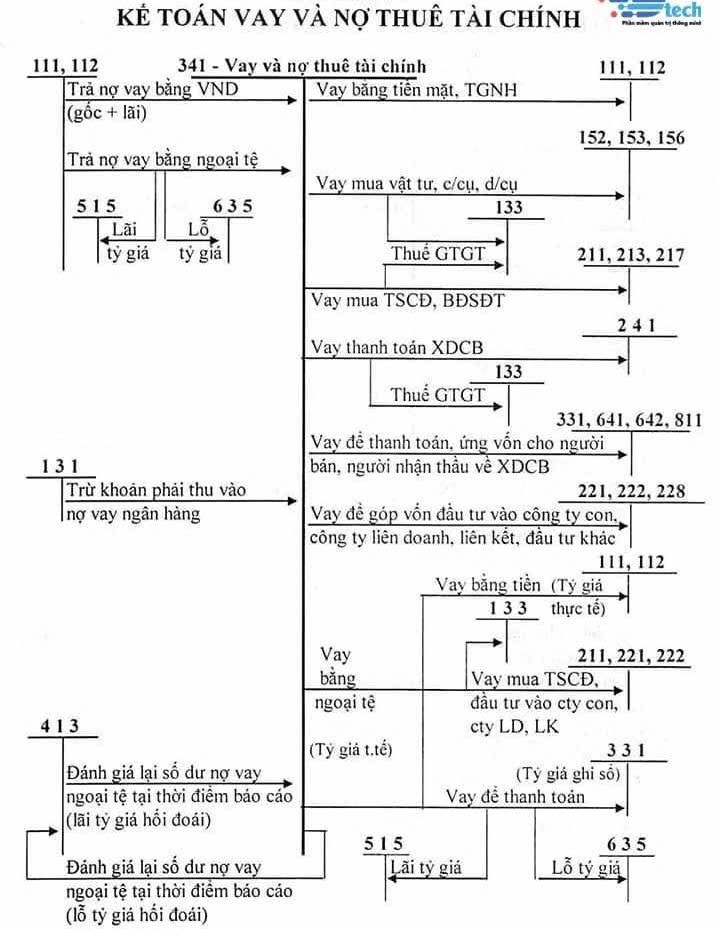 KẾ TOÁN VAY VÀ NỢ THUÊ TÀI CHÍNH
tech
Phần mềm quản trị thông minh
111, 112
341 - Vay và nợ thuê tài chính
111, 112
Trả nợ vay bằng VND
(gốc + lãi)
Vay bằng tiền mặt, TGNH
152, 153, 156
Trả nợ vay bằng ngoại tệ
Vay mua vật tư, c/cụ, d/cụ
133
515
635
Lãi
tỷ giá
Lỗ
tỷ giá
Thuế GTGT
211, 213, 217
Vay mua TSCĐ, BĐSĐT
241
Vay thanh toán XDCB
133
Thuế GTGT
331, 641, 642, 811
Vay để thanh toán, ứng vốn cho người
bán, người nhận thầu về XDCB
131
Trừ khoản phải thu vào
nợ vay ngân hàng
221, 222, 228
Vay để góp vốn đầu tư vào công ty con,
công ty liên doanh, liên kết, đầu tư khác
111, 112
Vay bằng tiền (Tỷ giá
thực tế)
133
Vay
bằng
ngoại tệ
(Tỷ giá t.tế)
211, 221, 222
Vay mua TSCĐ,
đầu tư vào cty con,
cty LD, LK
413
331
(Tỷ giá ghi sổ)
Vay để thanh toán
Đánh giá lại số dư nợ vay
ngoại tệ tại thời điểm báo cáo
(lãi tỷ giá hối đoái)
515
Lãi tỷ giá
635
Lỗ tỷ giá
Đánh giá lại số dư nợ vay
ngoại tệ tại thời điểm báo cáo
(lỗ tỷ giá hối đoái)